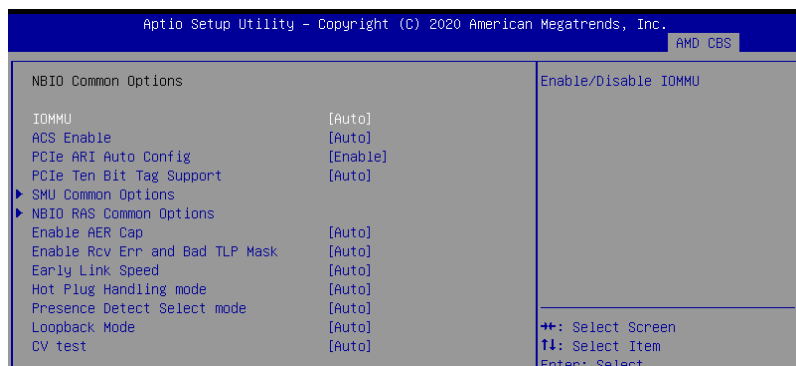 Aptio Setup Utility – Copyright (C) 2020 American Megatrends, Inc.
AMD CBS
NBIO Common Options
Enable/Disable IOMMU
IOMMU [Auto]
ACS Enable [Auto]
PCIe ARI Auto Config [Enable]
PCIe Ten Bit Tag Support [Auto]
SMU Common Options
NBIO RAS Common Options
Enable AER Cap [Auto]
Enable Rcv Err and Bad TLP Mask [Auto]
Early Link Speed [Auto]
Hot Plug Handling mode [Auto]
Presence Detect Select mode [Auto]
Loopback Mode [Auto]
CV test [Auto]
→←: Select Screen
↑↓: Select Item
Enter: Select